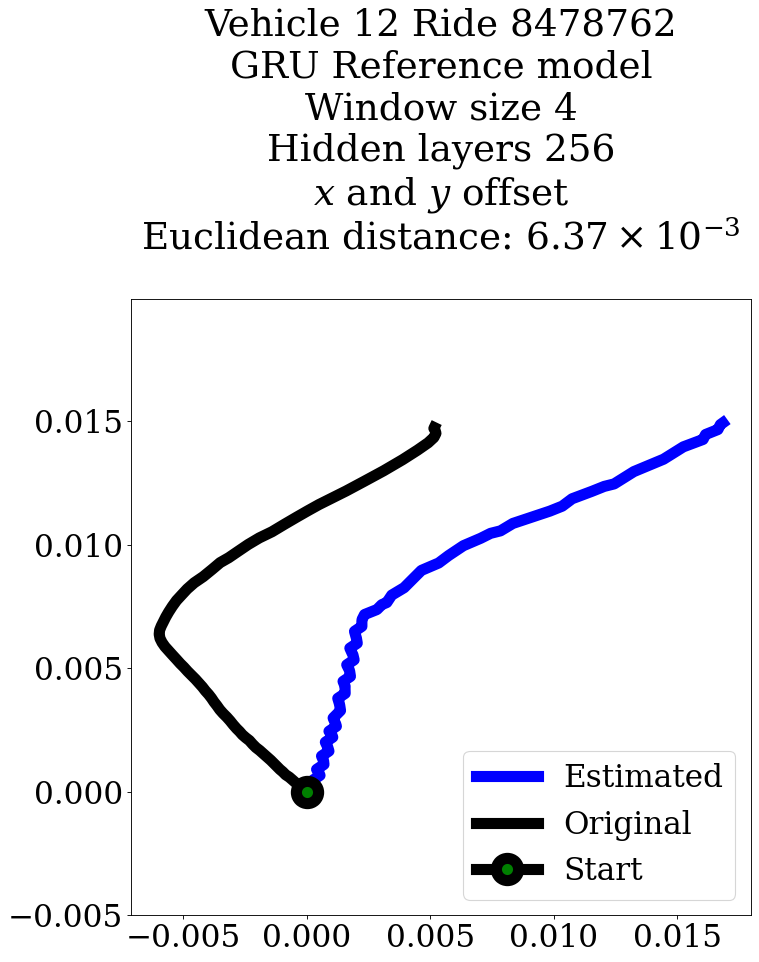 Vehicle 12 Ride 8478762
GRU Reference model
Window size 4
Hidden layers 256
x and y offset
Euclidean distance: 6.37 × 10⁻³
0.015
0.010
0.005
0.000
−0.005
−0.005 0.000 0.005 0.010 0.015
Estimated
Original
Start